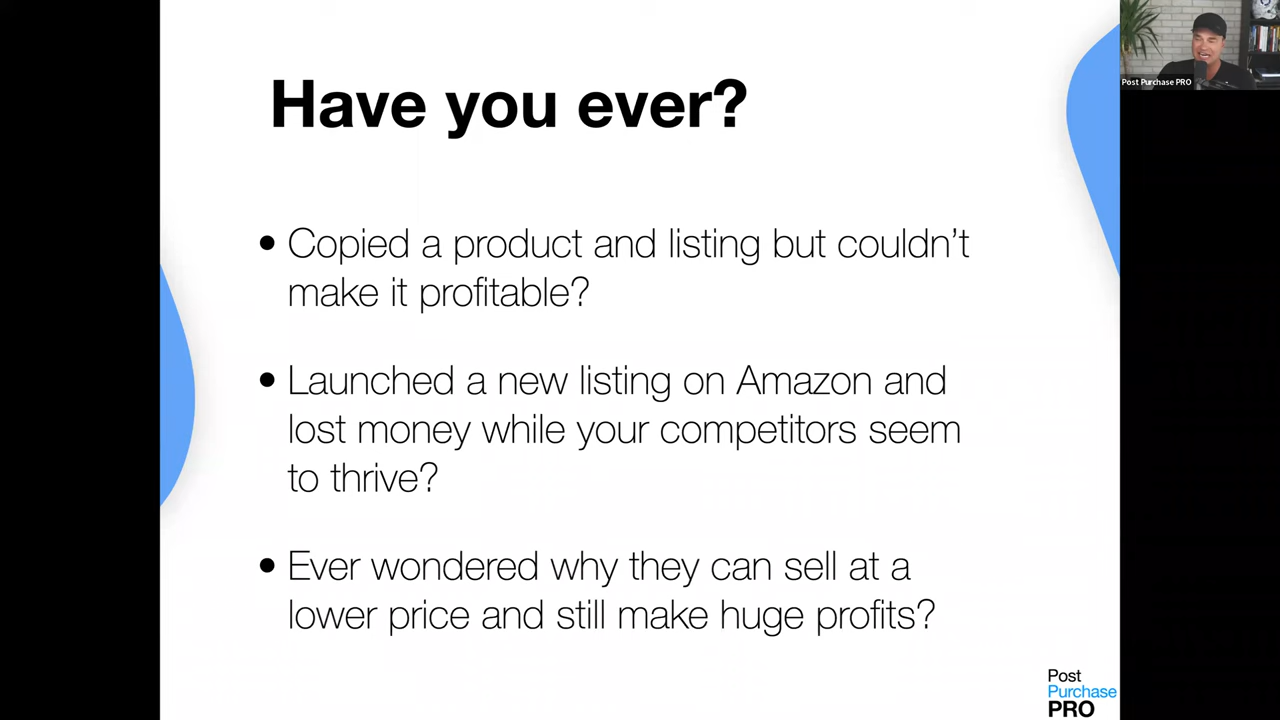 Have you ever?
Post Purchase PRO
• Copied a product and listing but couldn’t
make it profitable?
• Launched a new listing on Amazon and
lost money while your competitors seem
to thrive?
• Ever wondered why they can sell at a
lower price and still make huge profits?
Post
Purchase
PRO